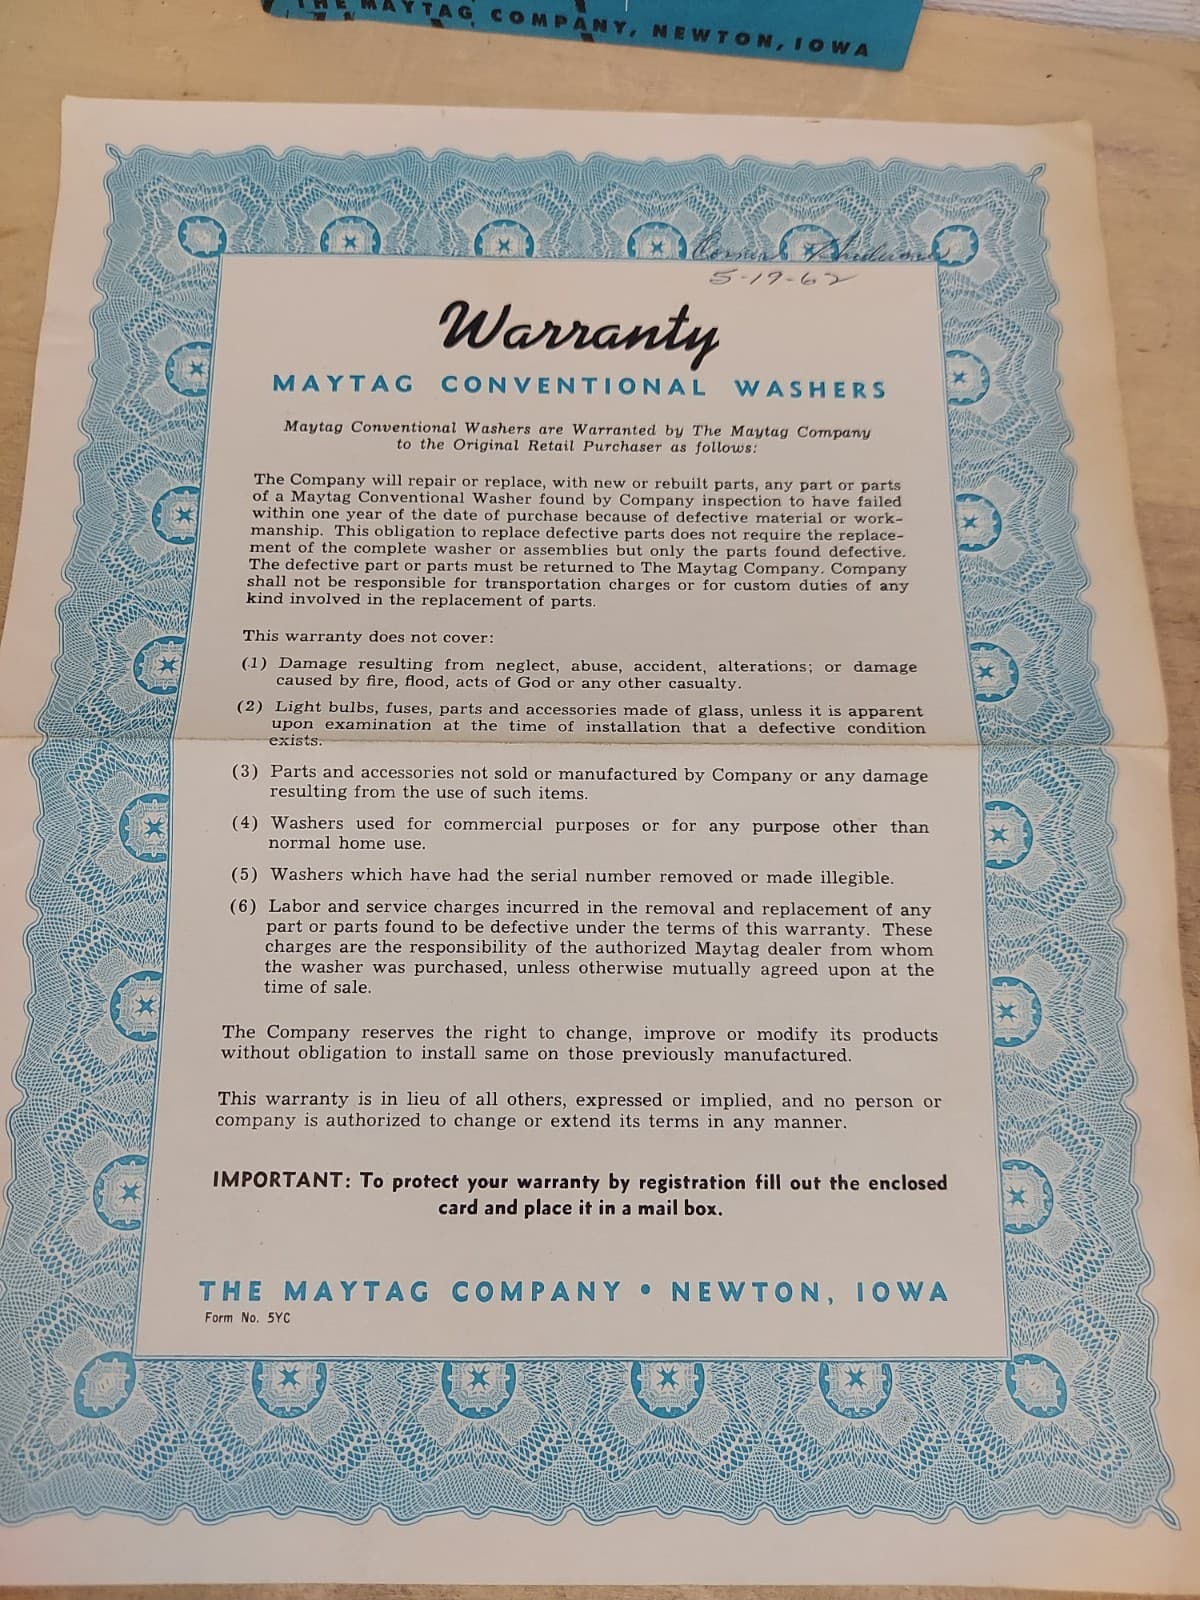 THE MAYTAG COMPANY, NEWTON, IOWA
5-19-62
Warranty
MAYTAG CONVENTIONAL WASHERS
Maytag Conventional Washers are Warranted by The Maytag Company
to the Original Retail Purchaser as follows:
The Company will repair or replace, with new or rebuilt parts, any part or parts
of a Maytag Conventional Washer found by Company inspection to have failed
within one year of the date of purchase because of defective material or work-
manship. This obligation to replace defective parts does not require the replace-
ment of the complete washer or assemblies but only the parts found defective.
The defective part or parts must be returned to The Maytag Company. Company
shall not be responsible for transportation charges or for custom duties of any
kind involved in the replacement of parts.
This warranty does not cover:
(1) Damage resulting from neglect, abuse, accident, alterations; or damage
caused by fire, flood, acts of God or any other casualty.
(2) Light bulbs, fuses, parts and accessories made of glass, unless it is apparent
upon examination at the time of installation that a defective condition
exists.
(3) Parts and accessories not sold or manufactured by Company or any damage
resulting from the use of such items.
(4) Washers used for commercial purposes or for any purpose other than
normal home use.
(5) Washers which have had the serial number removed or made illegible.
(6) Labor and service charges incurred in the removal and replacement of any
part or parts found to be defective under the terms of this warranty. These
charges are the responsibility of the authorized Maytag dealer from whom
the washer was purchased, unless otherwise mutually agreed upon at the
time of sale.
The Company reserves the right to change, improve or modify its products
without obligation to install same on those previously manufactured.
This warranty is in lieu of all others, expressed or implied, and no person or
company is authorized to change or extend its terms in any manner.
IMPORTANT: To protect your warranty by registration fill out the enclosed
card and place it in a mail box.
THE MAYTAG COMPANY • NEWTON, IOWA
Form No. 5YC